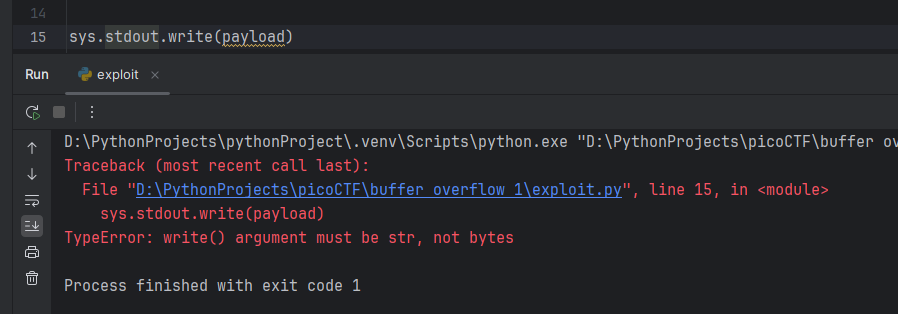 14
15 sys.stdout.write(payload)
Run exploit
D:\PythonProjects\pythonProject\.venv\Scripts\python.exe "D:\PythonProjects\picoCTF\buffer ov
Traceback (most recent call last):
File "D:\PythonProjects\picoCTF\buffer overflow 1\exploit.py", line 15, in <module>
sys.stdout.write(payload)
TypeError: write() argument must be str, not bytes
Process finished with exit code 1